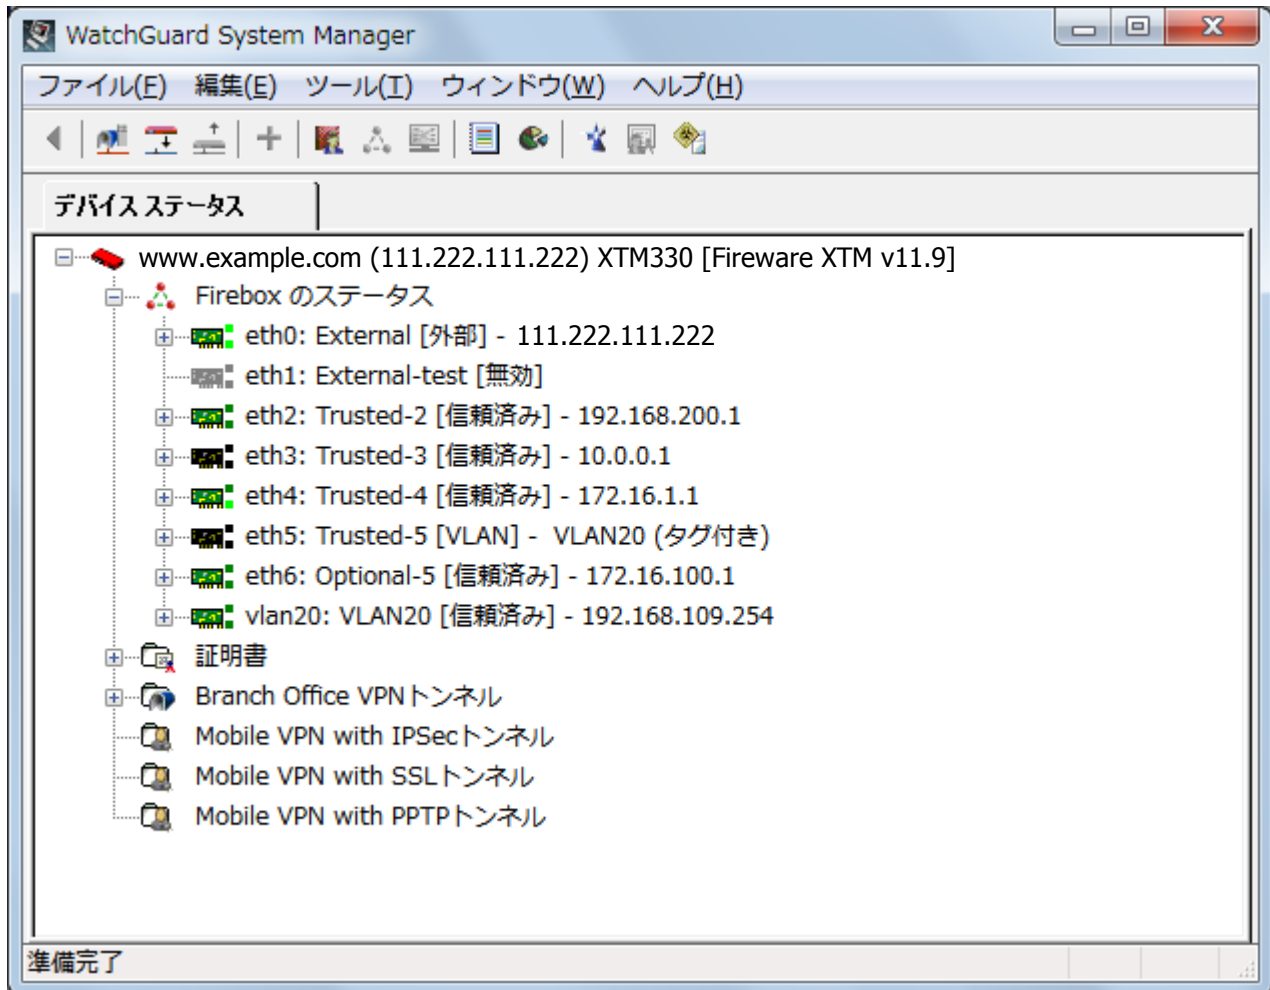 WatchGuard System Manager
ファイル(F) 編集(E) ツール(T) ウィンドウ(W) ヘルプ(H)
デバイス ステータス
www.example.com (111.222.111.222) XTM330 [Fireware XTM v11.9]
Firebox のステータス
eth0: External [外部] - 111.222.111.222
eth1: External-test [無効]
eth2: Trusted-2 [信頼済み] - 192.168.200.1
eth3: Trusted-3 [信頼済み] - 10.0.0.1
eth4: Trusted-4 [信頼済み] - 172.16.1.1
eth5: Trusted-5 [VLAN] - VLAN20 (タグ付き)
eth6: Optional-5 [信頼済み] - 172.16.100.1
vlan20: VLAN20 [信頼済み] - 192.168.109.254
証明書
Branch Office VPNトンネル
Mobile VPN with IPSecトンネル
Mobile VPN with SSLトンネル
Mobile VPN with PPTPトンネル
準備完了